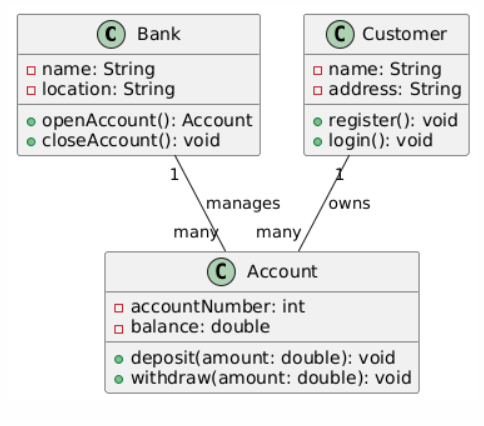 C Bank
name: String
location: String
openAccount(): Account
closeAccount(): void
C Customer
name: String
address: String
register(): void
login(): void
1
manages
many
1
owns
many
C Account
accountNumber: int
balance: double
deposit(amount: double): void
withdraw(amount: double): void